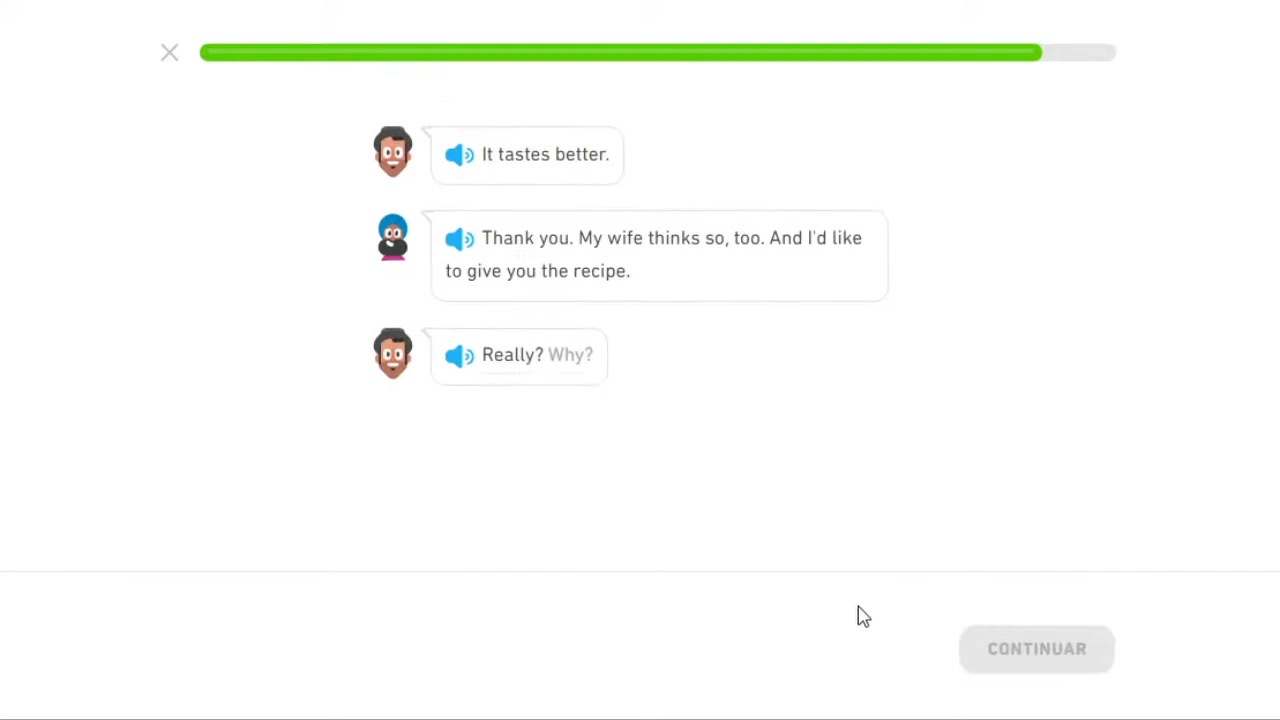 It tastes better.
Thank you. My wife thinks so, too. And I'd like
to give you the recipe.
Really? Why?
CONTINUAR